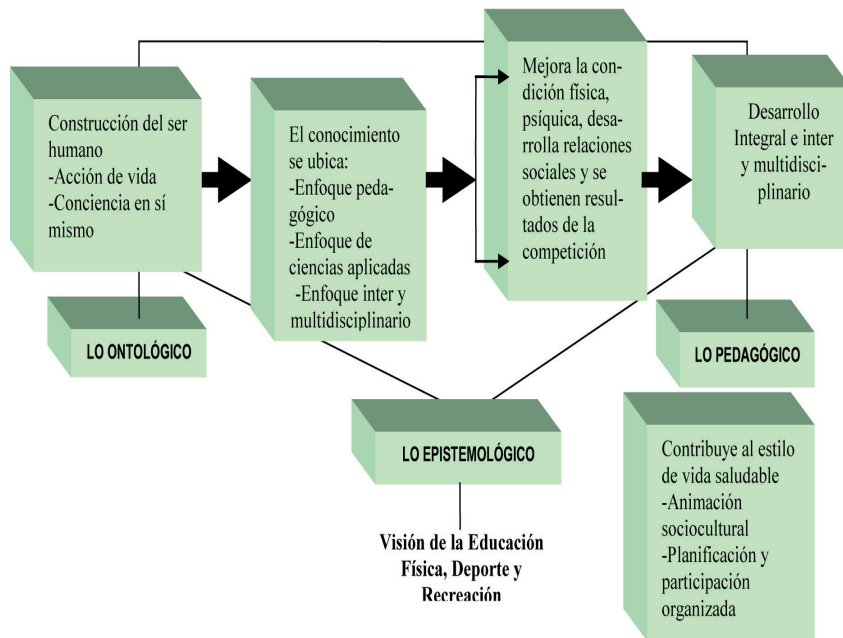 Construcción del ser
humano
-Acción de vida
-Conciencia en sí
mismo
El conocimiento
se ubica:
-Enfoque peda-
gógico
-Enfoque de
ciencias aplicadas
-Enfoque inter y
multidisciplinario
Mejora la con-
dición física,
psíquica, desa-
rrolla relaciones
sociales y se
obtienen resul-
tados de la
competición
Desarrollo
Integral e inter
y multidisci-
plinario
LO ONTOLÓGICO
LO PEDAGÓGICO
LO EPISTEMOLÓGICO
Visión de la Educación
Física, Deporte y
Recreación
Contribuye al estilo
de vida saludable
-Animación
sociocultural
-Planificación y
participación
organizada